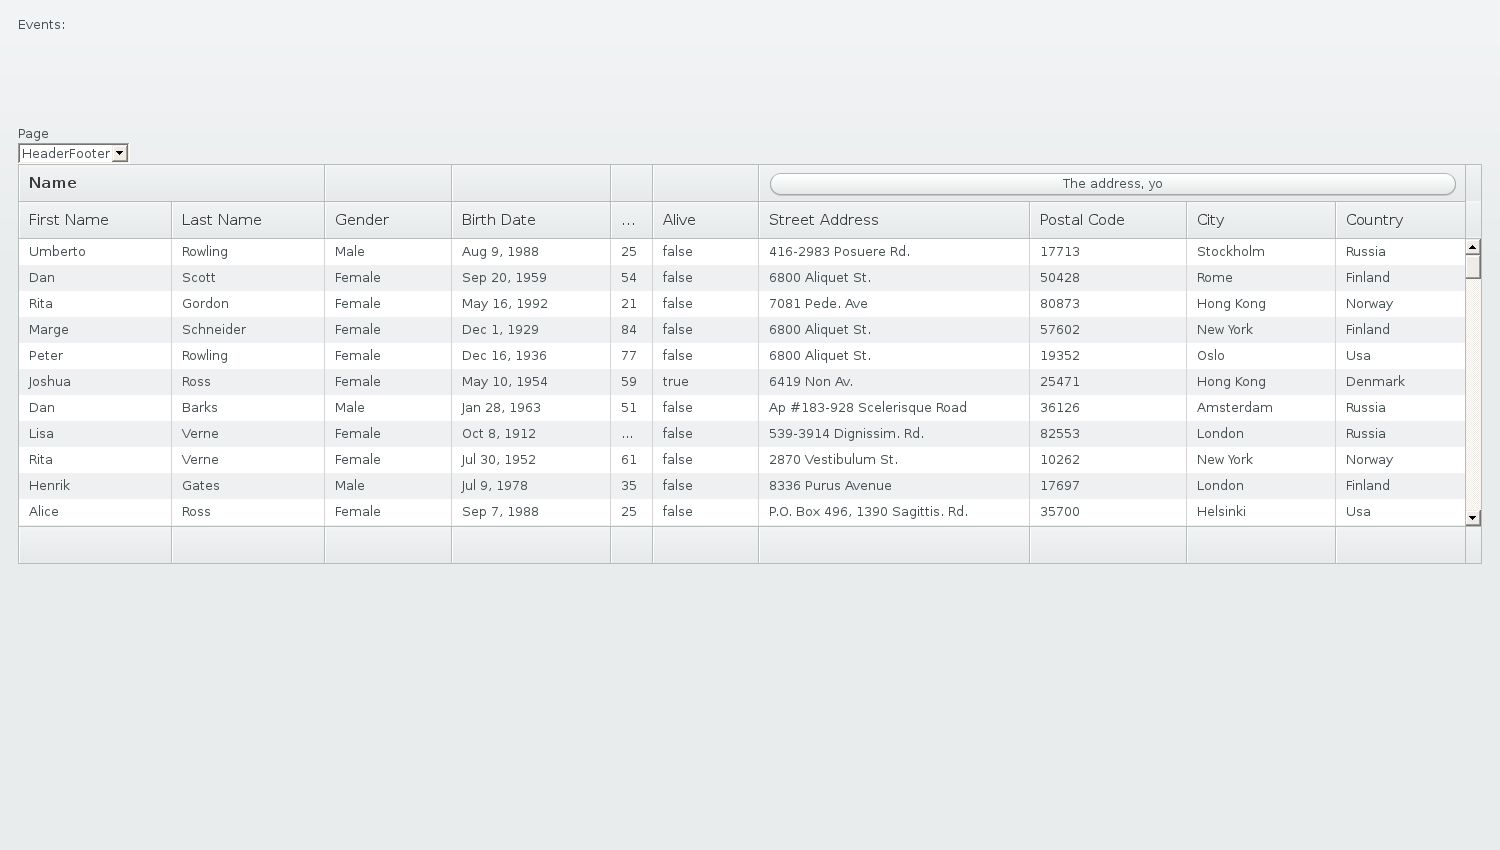 Events:
Page
HeaderFooter
Name The address, yo
First Name Last Name Gender Birth Date ... Alive Street Address Postal Code City Country
Umberto Rowling Male Aug 9, 1988 25 false 416-2983 Posuere Rd. 17713 Stockholm Russia
Dan Scott Female Sep 20, 1959 54 false 6800 Aliquet St. 50428 Rome Finland
Rita Gordon Female May 16, 1992 21 false 7081 Pede. Ave 80873 Hong Kong Norway
Marge Schneider Female Dec 1, 1929 84 false 6800 Aliquet St. 57602 New York Finland
Peter Rowling Female Dec 16, 1936 77 false 6800 Aliquet St. 19352 Oslo Usa
Joshua Ross Female May 10, 1954 59 true 6419 Non Av. 25471 Hong Kong Denmark
Dan Barks Male Jan 28, 1963 51 false Ap #183-928 Scelerisque Road 36126 Amsterdam Russia
Lisa Verne Female Oct 8, 1912 ... false 539-3914 Dignissim. Rd. 82553 London Russia
Rita Verne Female Jul 30, 1952 61 false 2870 Vestibulum St. 10262 New York Norway
Henrik Gates Male Jul 9, 1978 35 false 8336 Purus Avenue 17697 London Finland
Alice Ross Female Sep 7, 1988 25 false P.O. Box 496, 1390 Sagittis. Rd. 35700 Helsinki Usa